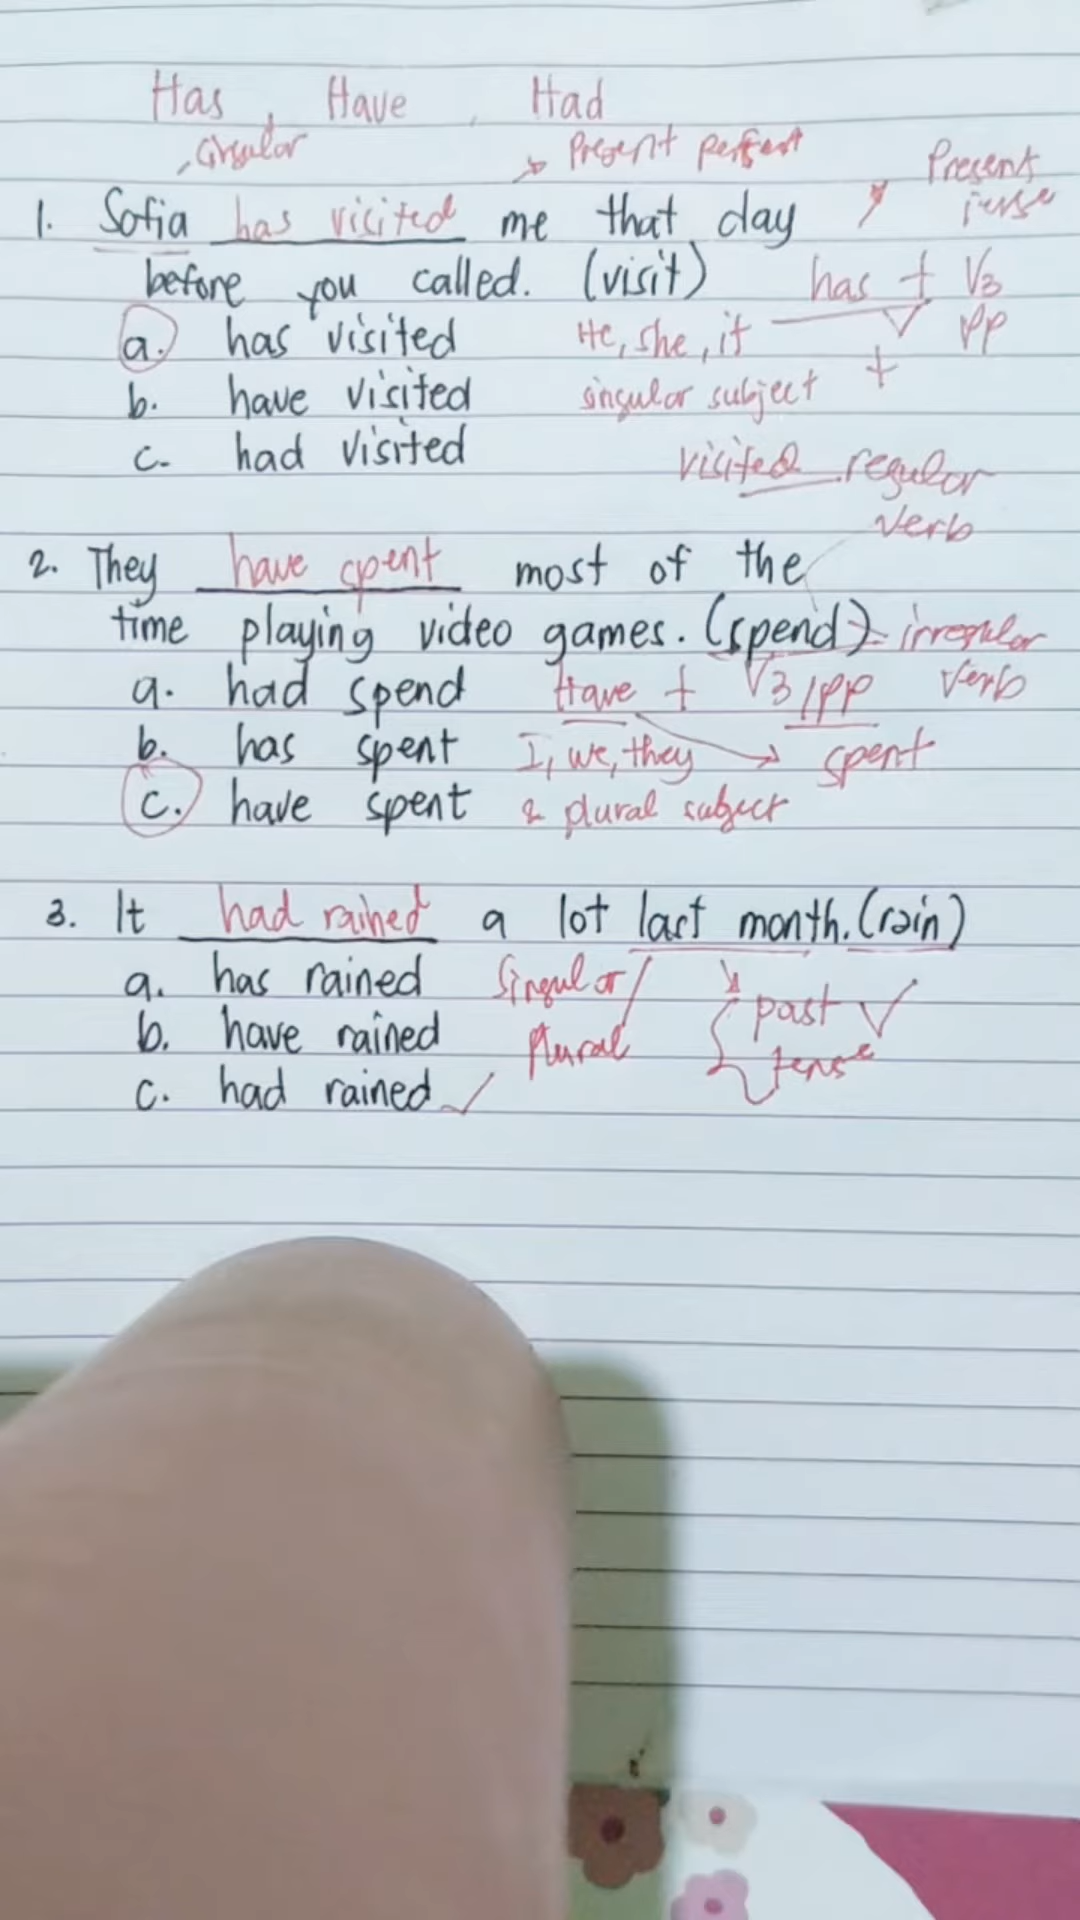 Has , Have , Had
Present perfect
Present
1. Sofia has visited me that day
before you called. (visit) has + V3
a. has visited He, she, it PP
b. have visited singular subject +
c. had visited visited regular
verb
2. They have spent most of the
time playing video games. (spend) - irregular
a. had spend Have + V3/PP verb
b. has spent I, we, they spent
c. have spent & plural subject
3. It had rained a lot last month. (rain)
a. has rained Singular/ past
b. have rained Plural tense
c. had rained